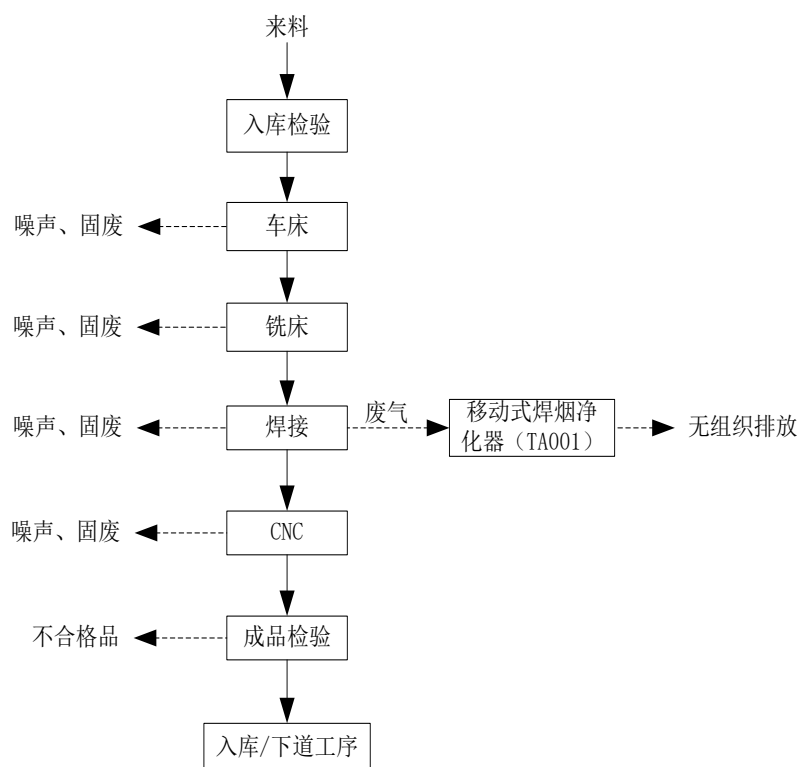 来料
入库检验
噪声、固废
车床
噪声、固废
铣床
噪声、固废
焊接
废气
移动式焊烟净
化器（TA001）
无组织排放
噪声、固废
CNC
不合格品
成品检验
入库/下道工序